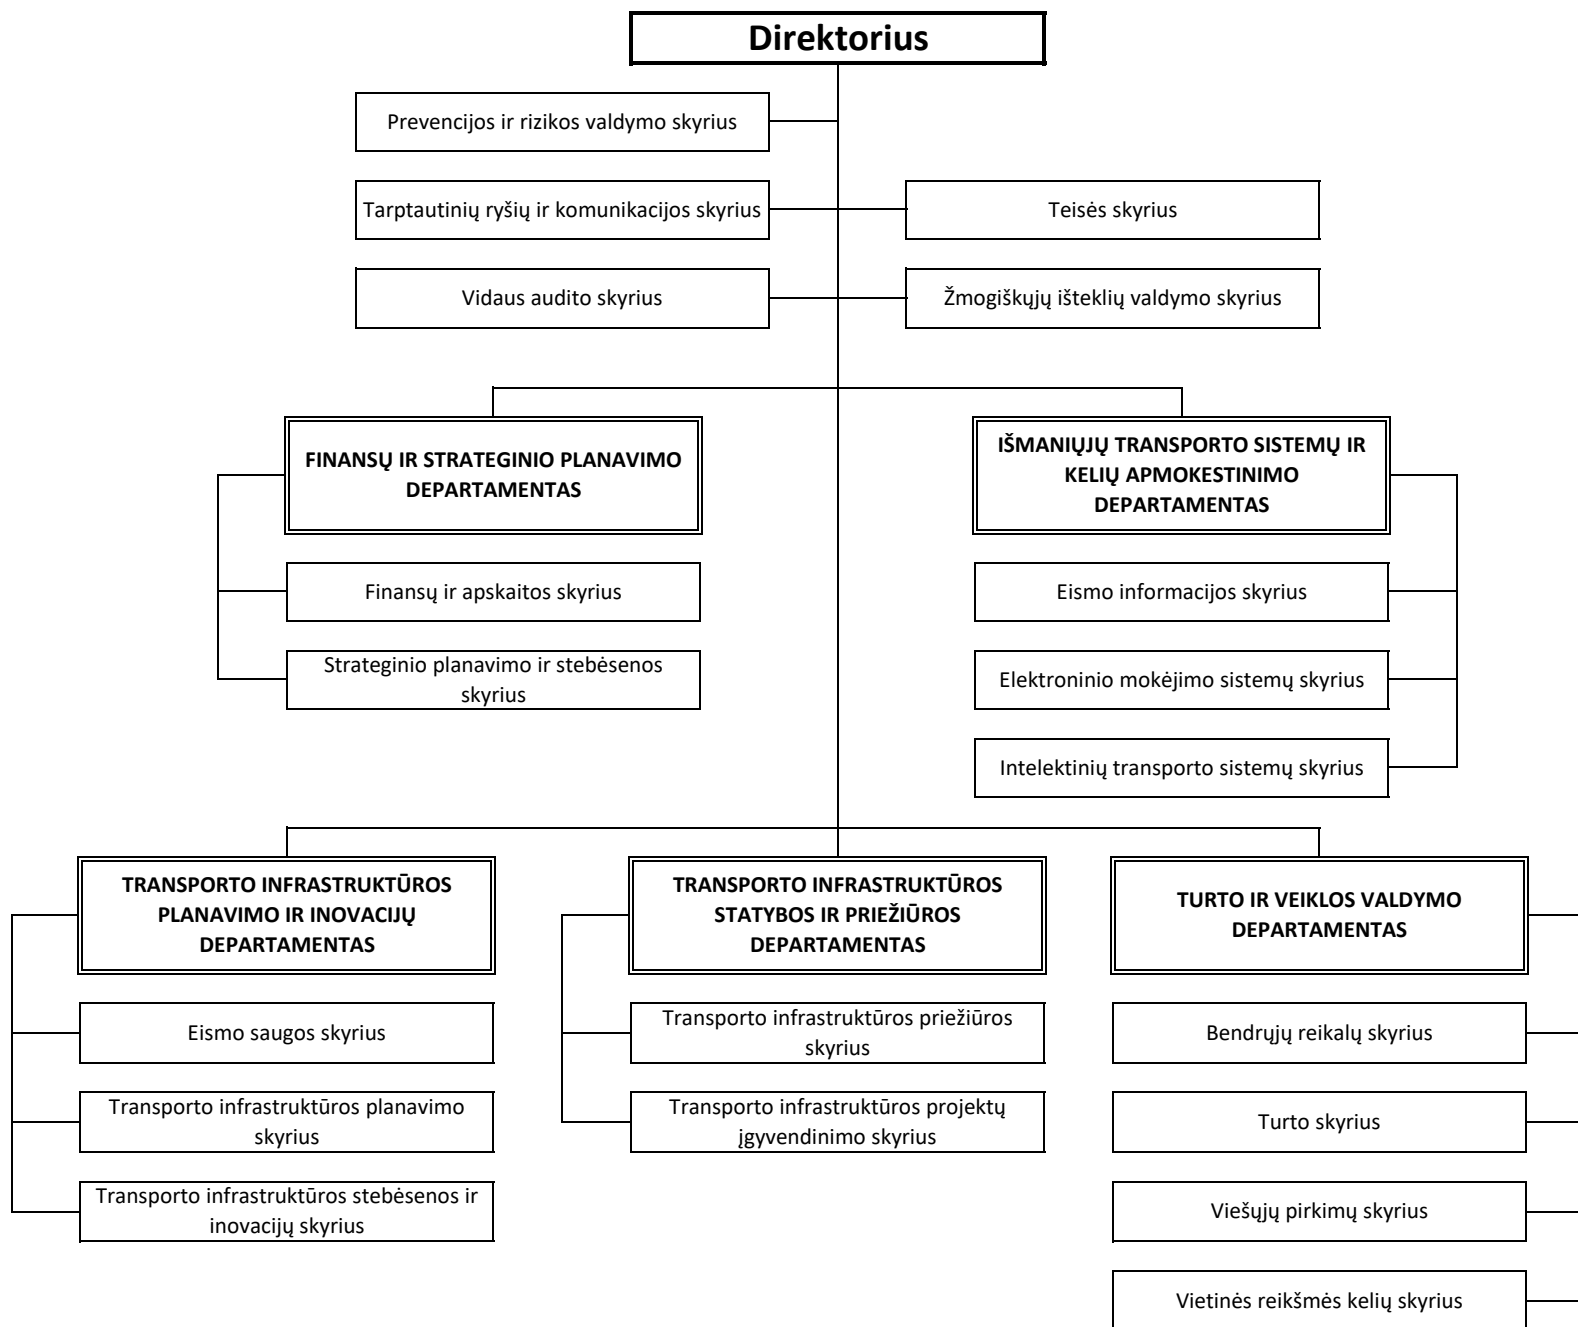 Direktorius
Prevencijos ir rizikos valdymo skyrius
Tarptautinių ryšių ir komunikacijos skyrius
Teisės skyrius
Vidaus audito skyrius
Žmogiškųjų išteklių valdymo skyrius
FINANSŲ IR STRATEGINIO PLANAVIMO
DEPARTAMENTAS
Finansų ir apskaitos skyrius
Strateginio planavimo ir stebėsenos
skyrius
IŠMANIŲJŲ TRANSPORTO SISTEMŲ IR
KELIŲ APMOKESTINIMO
DEPARTAMENTAS
Eismo informacijos skyrius
Elektroninio mokėjimo sistemų skyrius
Intelektinių transporto sistemų skyrius
TRANSPORTO INFRASTRUKTŪROS
PLANAVIMO IR INOVACIJŲ
DEPARTAMENTAS
Eismo saugos skyrius
Transporto infrastruktūros planavimo
skyrius
Transporto infrastruktūros stebėsenos ir
inovacijų skyrius
TRANSPORTO INFRASTRUKTŪROS
STATYBOS IR PRIEŽIŪROS
DEPARTAMENTAS
Transporto infrastruktūros priežiūros
skyrius
Transporto infrastruktūros projektų
įgyvendinimo skyrius
TURTO IR VEIKLOS VALDYMO
DEPARTAMENTAS
Bendrųjų reikalų skyrius
Turto skyrius
Viešųjų pirkimų skyrius
Vietinės reikšmės kelių skyrius